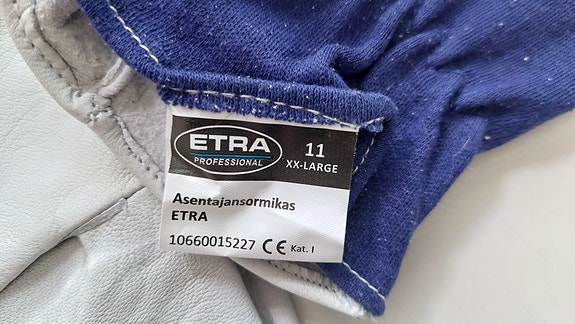 ETRA
PROFESSIONAL
11
XX-LARGE
Asentajansormikas
ETRA
10660015227 CE Kat. I